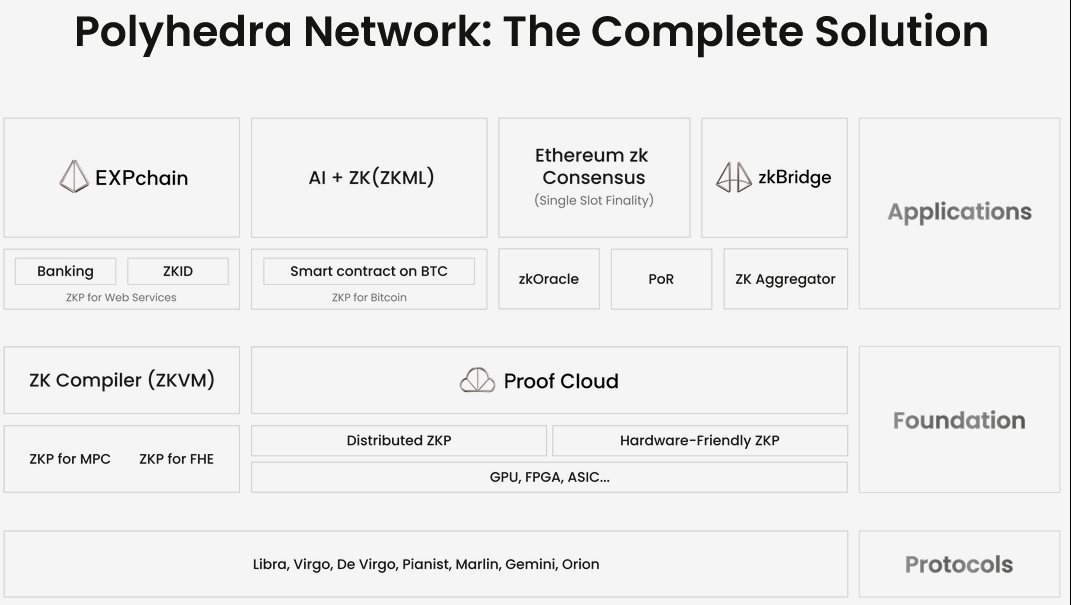 Polyhedra Network: The Complete Solution
EXPchain
AI + ZK(ZKML)
Ethereum zk
Consensus
(Single Slot Finality)
zkBridge
Applications
Banking
ZKID
ZKP for Web Services
Smart contract on BTC
ZKP for Bitcoin
zkOracle
PoR
ZK Aggregator
ZK Compiler (ZKVM)
Proof Cloud
Foundation
ZKP for MPC
ZKP for FHE
Distributed ZKP
Hardware-Friendly ZKP
GPU, FPGA, ASIC...
Libra, Virgo, De Virgo, Pianist, Marlin, Gemini, Orion
Protocols